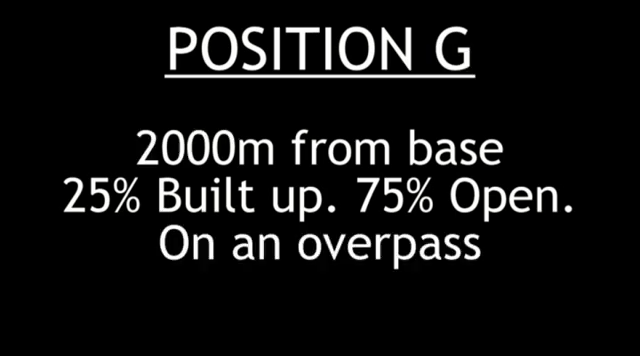 POSITION G
2000m from base
25% Built up. 75% Open.
On an overpass